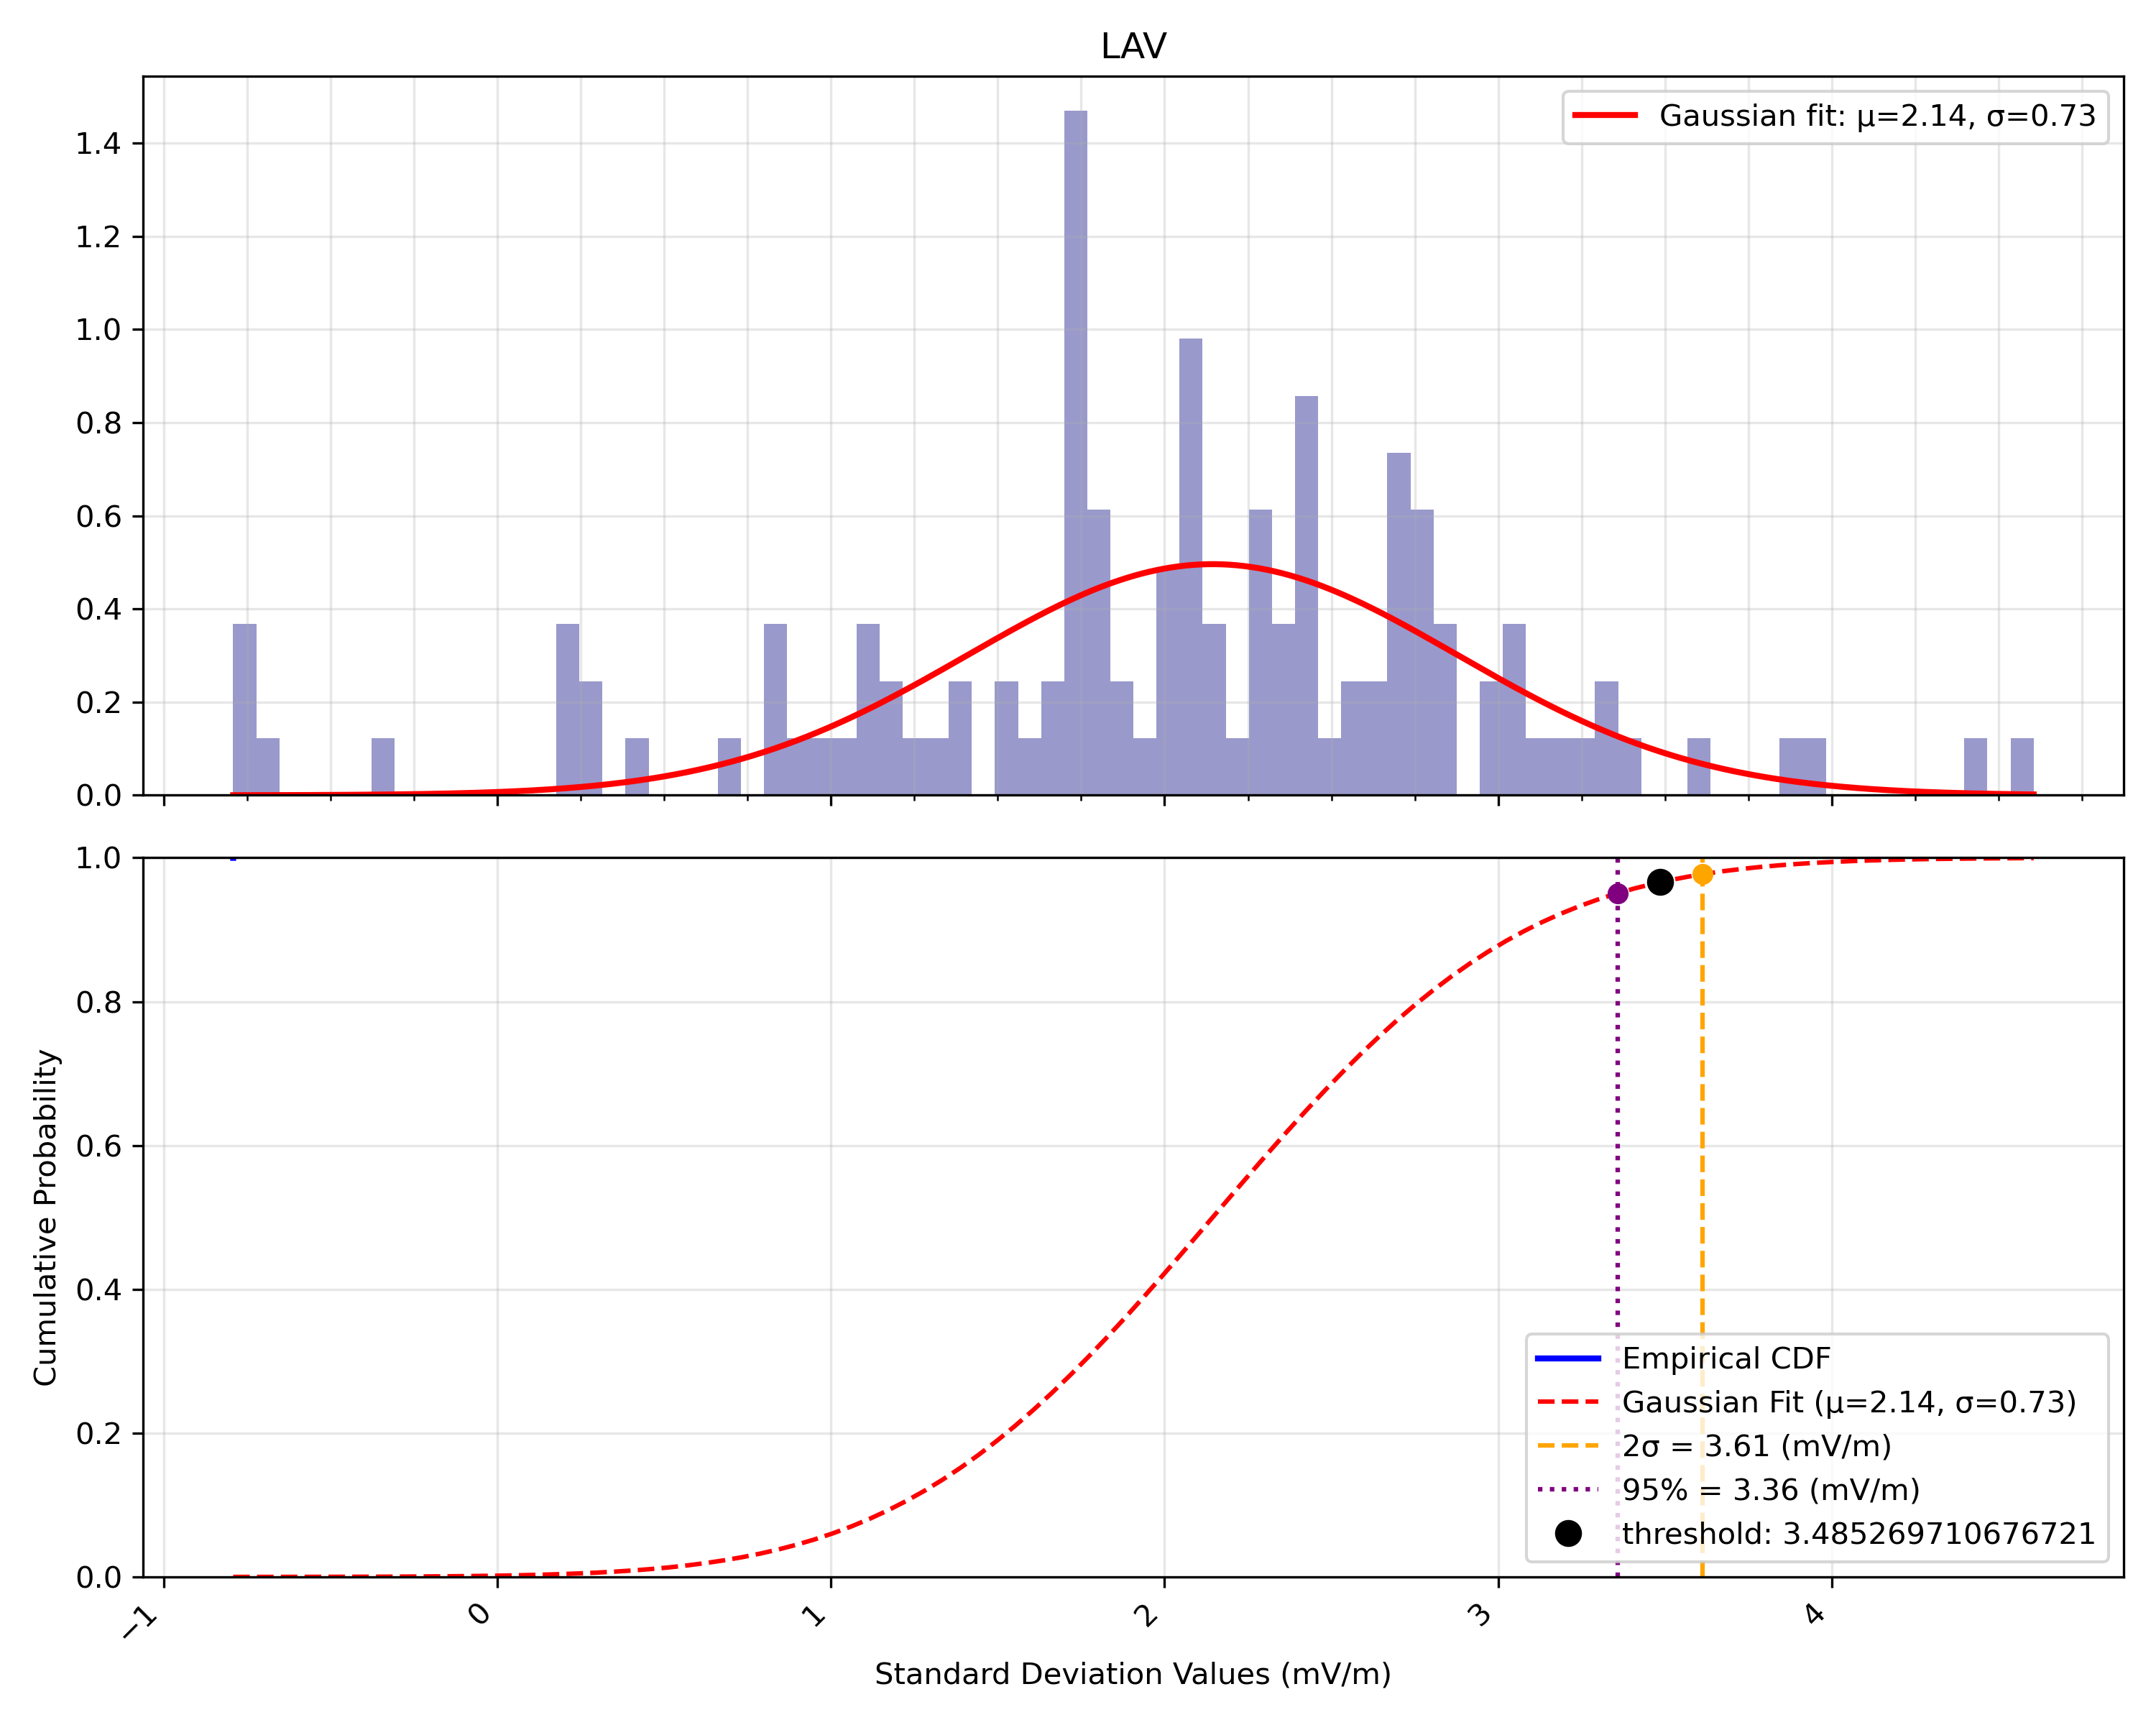 LAV
Gaussian fit: μ=2.14, σ=0.73
1.4
1.2
1.0
0.8
0.6
0.4
0.2
0.0
1.0
0.8
0.6
0.4
0.2
0.0
Cumulative Probability
Empirical CDF
Gaussian Fit (μ=2.14, σ=0.73)
2σ = 3.61 (mV/m)
95% = 3.36 (mV/m)
threshold: 3.485269710676721
−1 0 1 2 3 4
Standard Deviation Values (mV/m)